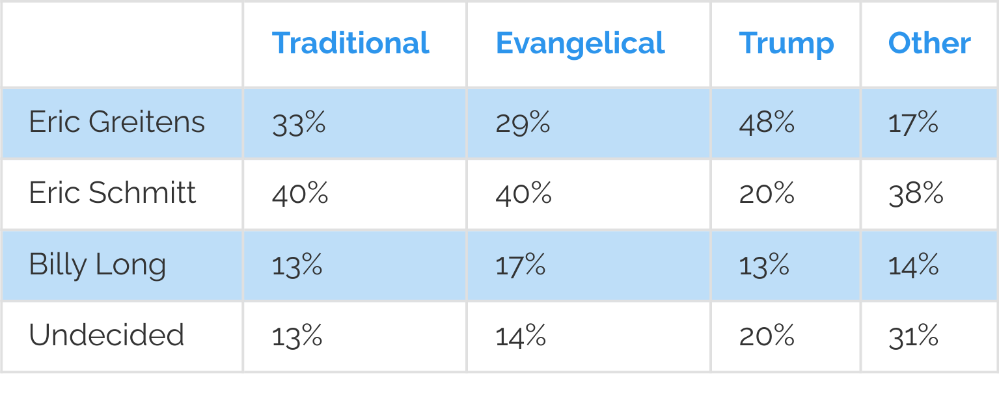 Traditional Evangelical Trump Other
Eric Greitens 33% 29% 48% 17%
Eric Schmitt 40% 40% 20% 38%
Billy Long 13% 17% 13% 14%
Undecided 13% 14% 20% 31%